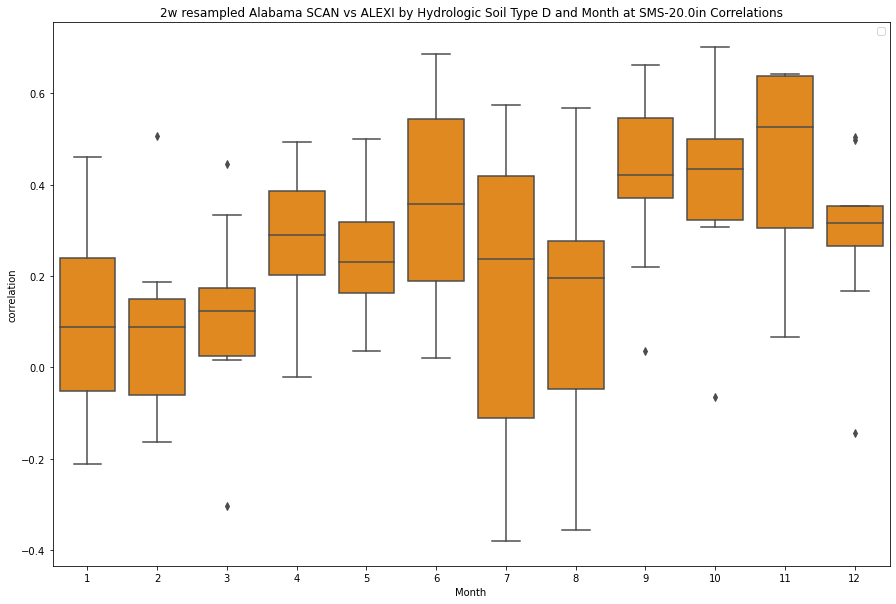 2w resampled Alabama SCAN vs ALEXI by Hydrologic Soil Type D and Month at SMS-20.0in Correlations
correlation
0.6
0.4
0.2
0.0
−0.2
−0.4
1 2 3 4 5 6 7 8 9 10 11 12
Month